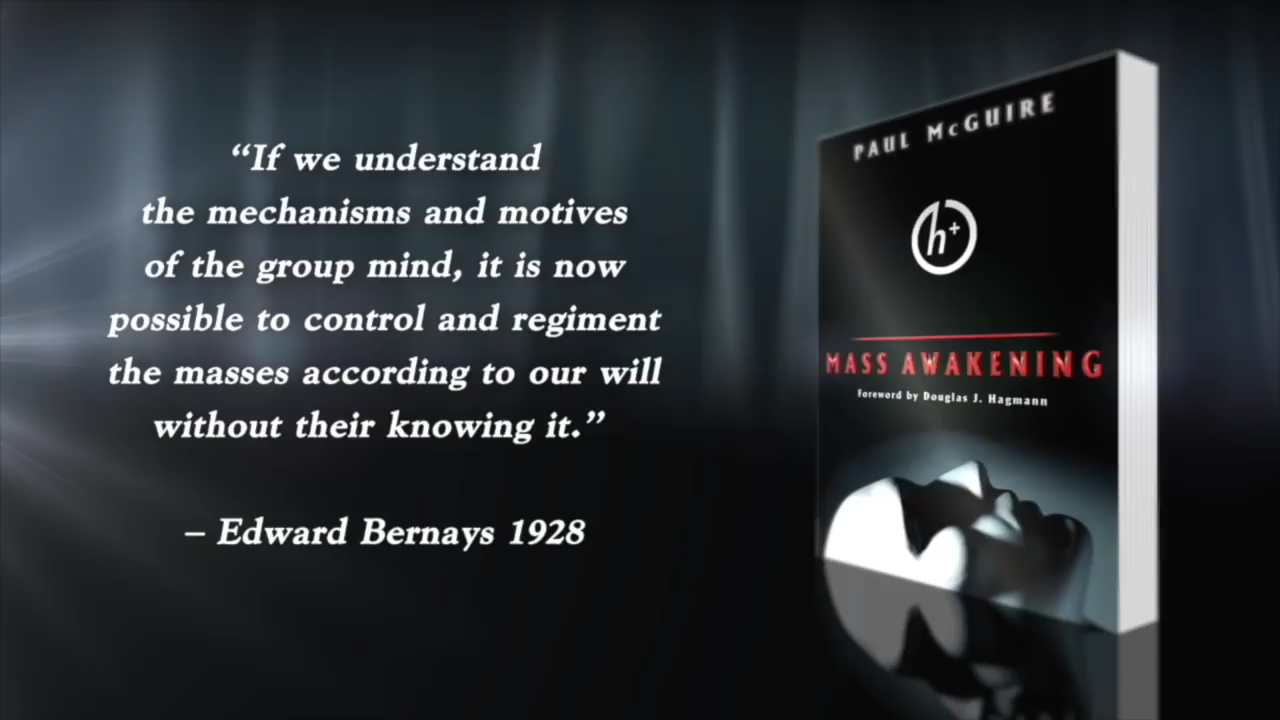 “If we understand
the mechanisms and motives
of the group mind, it is now
possible to control and regiment
the masses according to our will
without their knowing it.”
– Edward Bernays 1928
PAUL McGUIRE
h+
MASS AWAKENING
Foreword by Douglas J. Hagmann